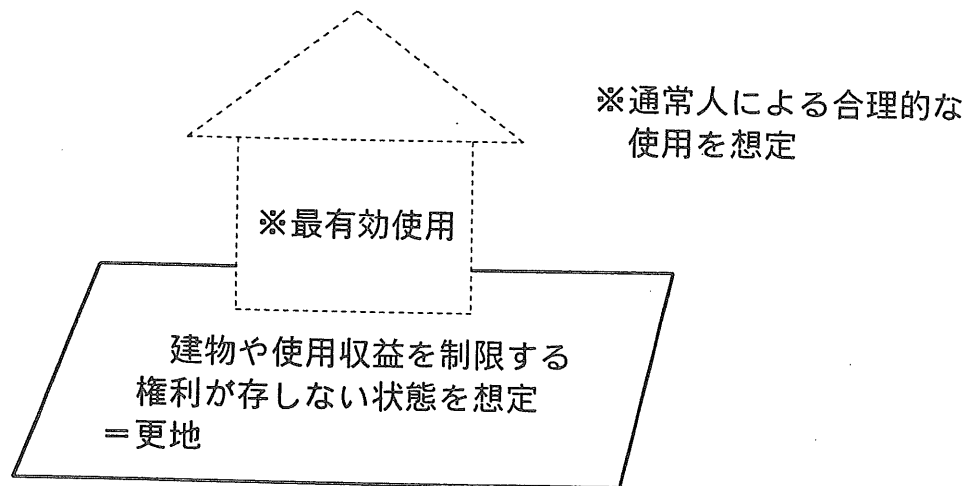 ※通常人による合理的な
使用を想定
※最有効使用
建物や使用収益を制限する
権利が存しない状態を想定
＝更地